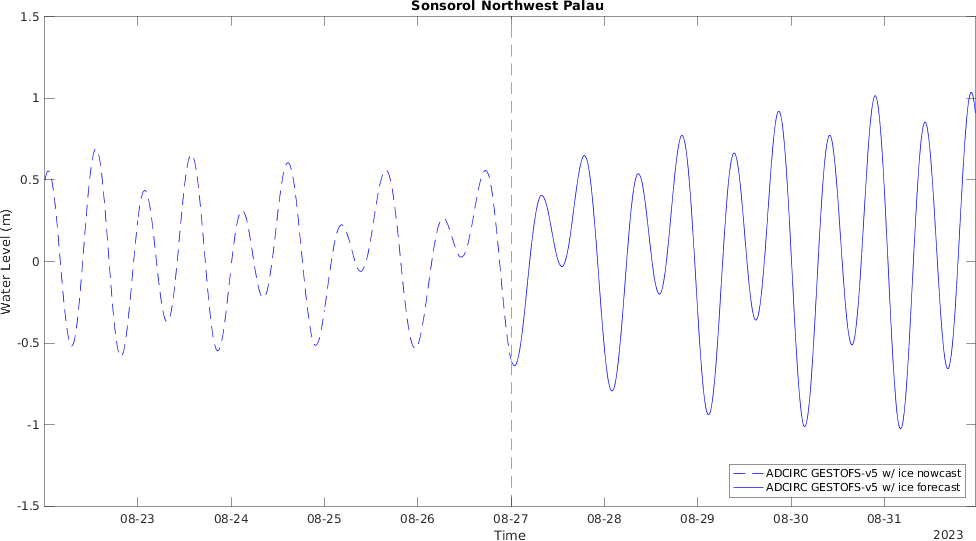 Sonsorol Northwest Palau
1.5
1
0.5
0
-0.5
-1
-1.5
Water Level (m)
ADCIRC GESTOFS-v5 w/ ice nowcast
ADCIRC GESTOFS-v5 w/ ice forecast
08-23 08-24 08-25 08-26 08-27 08-28 08-29 08-30 08-31
Time
2023